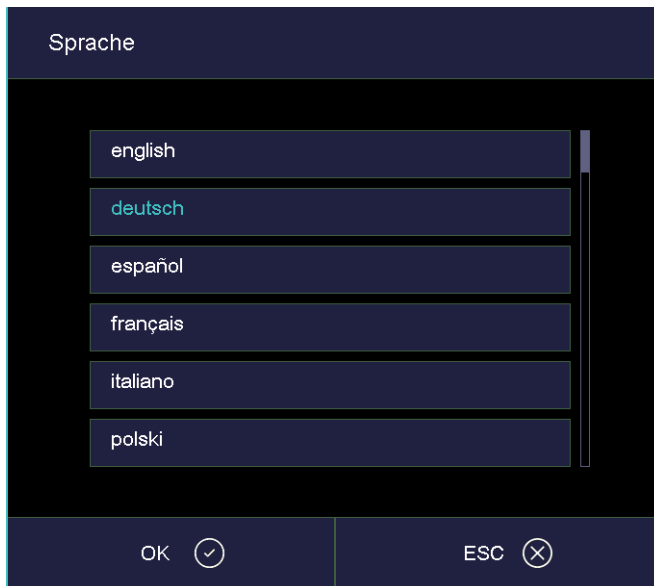 Sprache
english
deutsch
español
français
italiano
polski
OK ESC